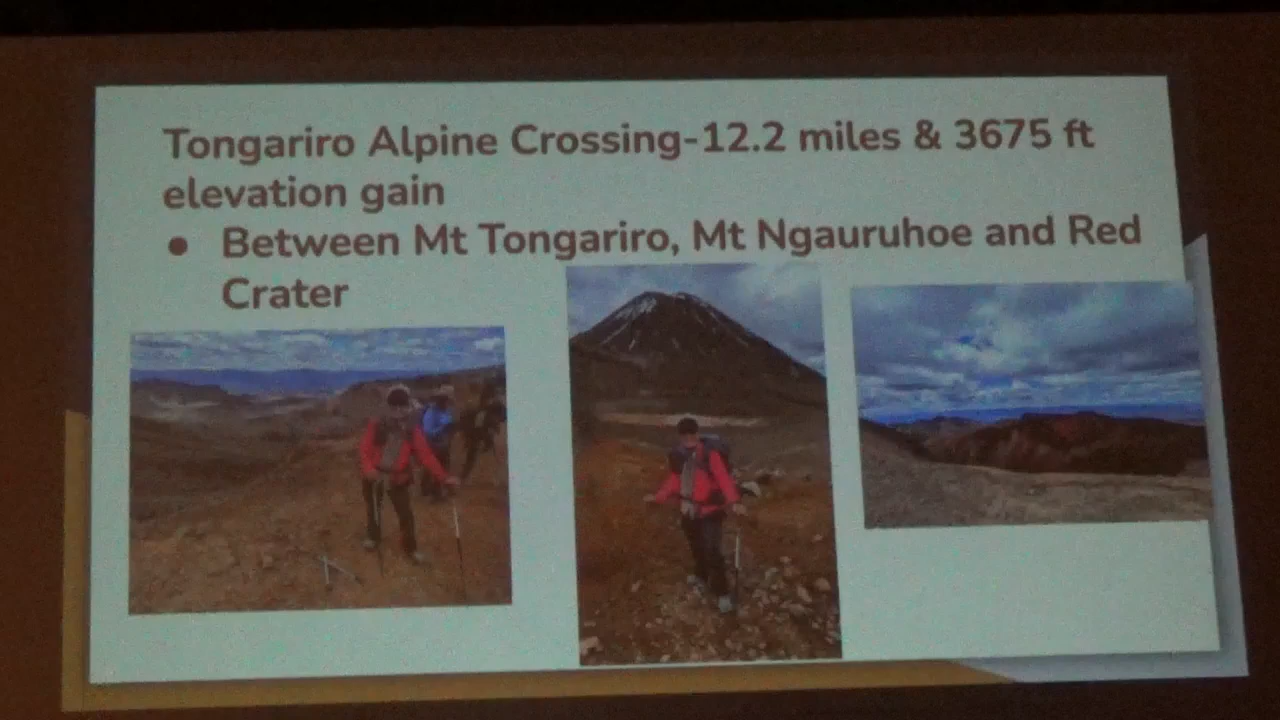 Tongariro Alpine Crossing-12.2 miles & 3675 ft
elevation gain
● Between Mt Tongariro, Mt Ngauruhoe and Red
Crater